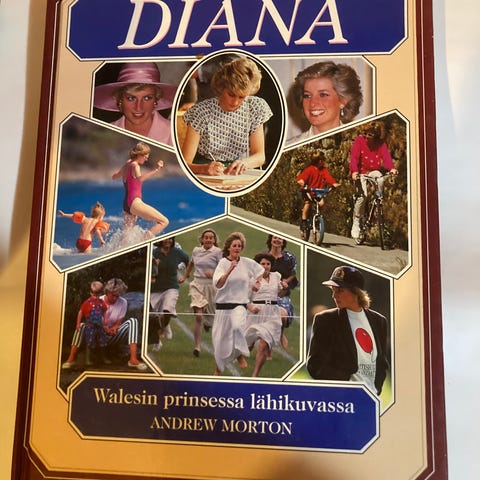 DIANA
Walesin prinsessa lähikuvassa
ANDREW MORTON